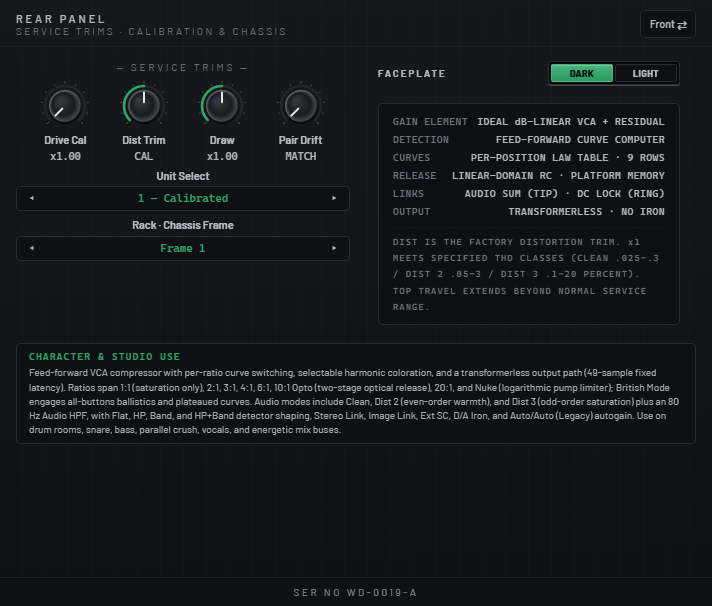 REAR PANEL
SERVICE TRIMS · CALIBRATION & CHASSIS
Front ⇄
— SERVICE TRIMS —
Drive Cal
x1.00
Dist Trim
CAL
Draw
x1.00
Pair Drift
MATCH
Unit Select
◂ 1 — Calibrated ▸
Rack · Chassis Frame
◂ Frame 1 ▸
FACEPLATE
DARK LIGHT
GAIN ELEMENT IDEAL dB-LINEAR VCA + RESIDUAL
DETECTION FEED-FORWARD CURVE COMPUTER
CURVES PER-POSITION LAW TABLE · 9 ROWS
RELEASE LINEAR-DOMAIN RC · PLATFORM MEMORY
LINKS AUDIO SUM (TIP) · DC LOCK (RING)
OUTPUT TRANSFORMERLESS · NO IRON
DIST IS THE FACTORY DISTORTION TRIM. x1
MEETS SPECIFIED THD CLASSES (CLEAN .025-.3
/ DIST 2 .05-3 / DIST 3 .1-20 PERCENT).
TOP TRAVEL EXTENDS BEYOND NORMAL SERVICE
RANGE.
CHARACTER & STUDIO USE
Feed-forward VCA compressor with per-ratio curve switching, selectable harmonic coloration, and a transformerless output path (49-sample fixed
latency). Ratios span 1:1 (saturation only), 2:1, 3:1, 4:1, 6:1, 10:1 Opto (two-stage optical release), 20:1, and Nuke (logarithmic pump limiter); British Mode
engages all-buttons ballistics and plateaued curves. Audio modes include Clean, Dist 2 (even-order warmth), and Dist 3 (odd-order saturation) plus an 80
Hz Audio HPF, with Flat, HP, Band, and HP+Band detector shaping, Stereo Link, Image Link, Ext SC, D/A Iron, and Auto/Auto (Legacy) autogain. Use on
drum rooms, snare, bass, parallel crush, vocals, and energetic mix buses.
SER NO WD-0019-A